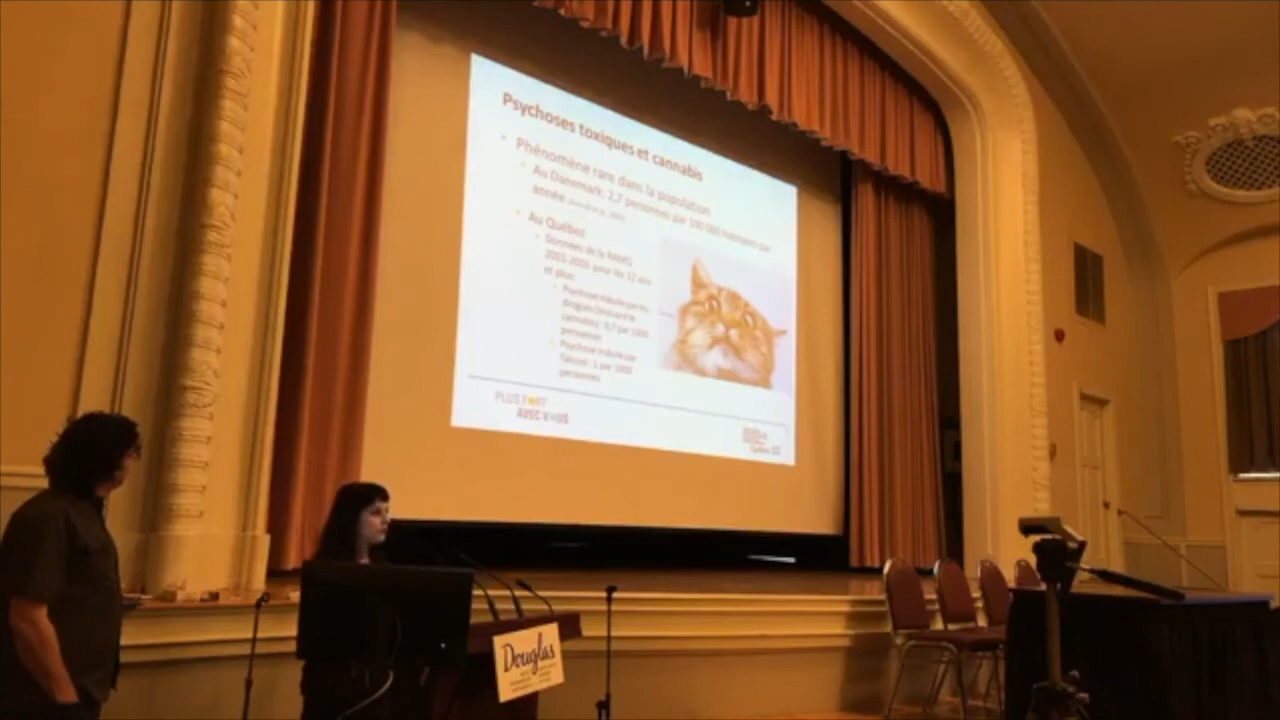 Psychoses toxiques et cannabis
Phénomène rare dans la population
Au Danemark: 2,7 personnes par 100 000 habitants par
année
Au Québec
Données de la RAMQ
2015-2016 pour les 12 ans
et plus:
Psychose induite par les
drogues (incluant le
cannabis) : 0,7 par 1000
personnes
Psychose induite par
l'alcool : 1 par 1000
personnes
PLUS FORT
AVEC VOUS
Québec
Douglas